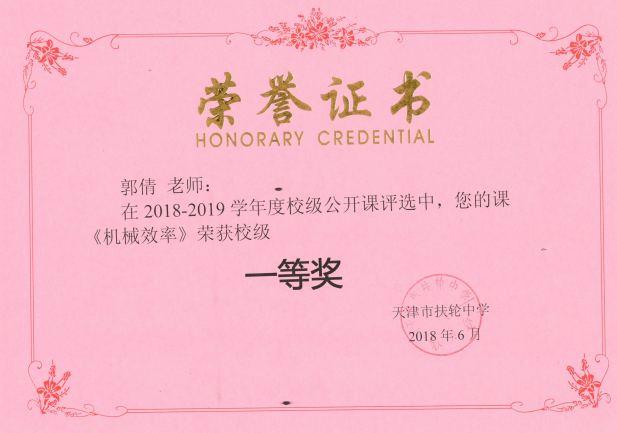 荣誉证书
HONORARY CREDENTIAL
郭倩 老师：
在 2018-2019 学年度校级公开课评选中，您的课
《机械效率》荣获校级
一等奖
天津市扶轮中学
2018 年 6 月